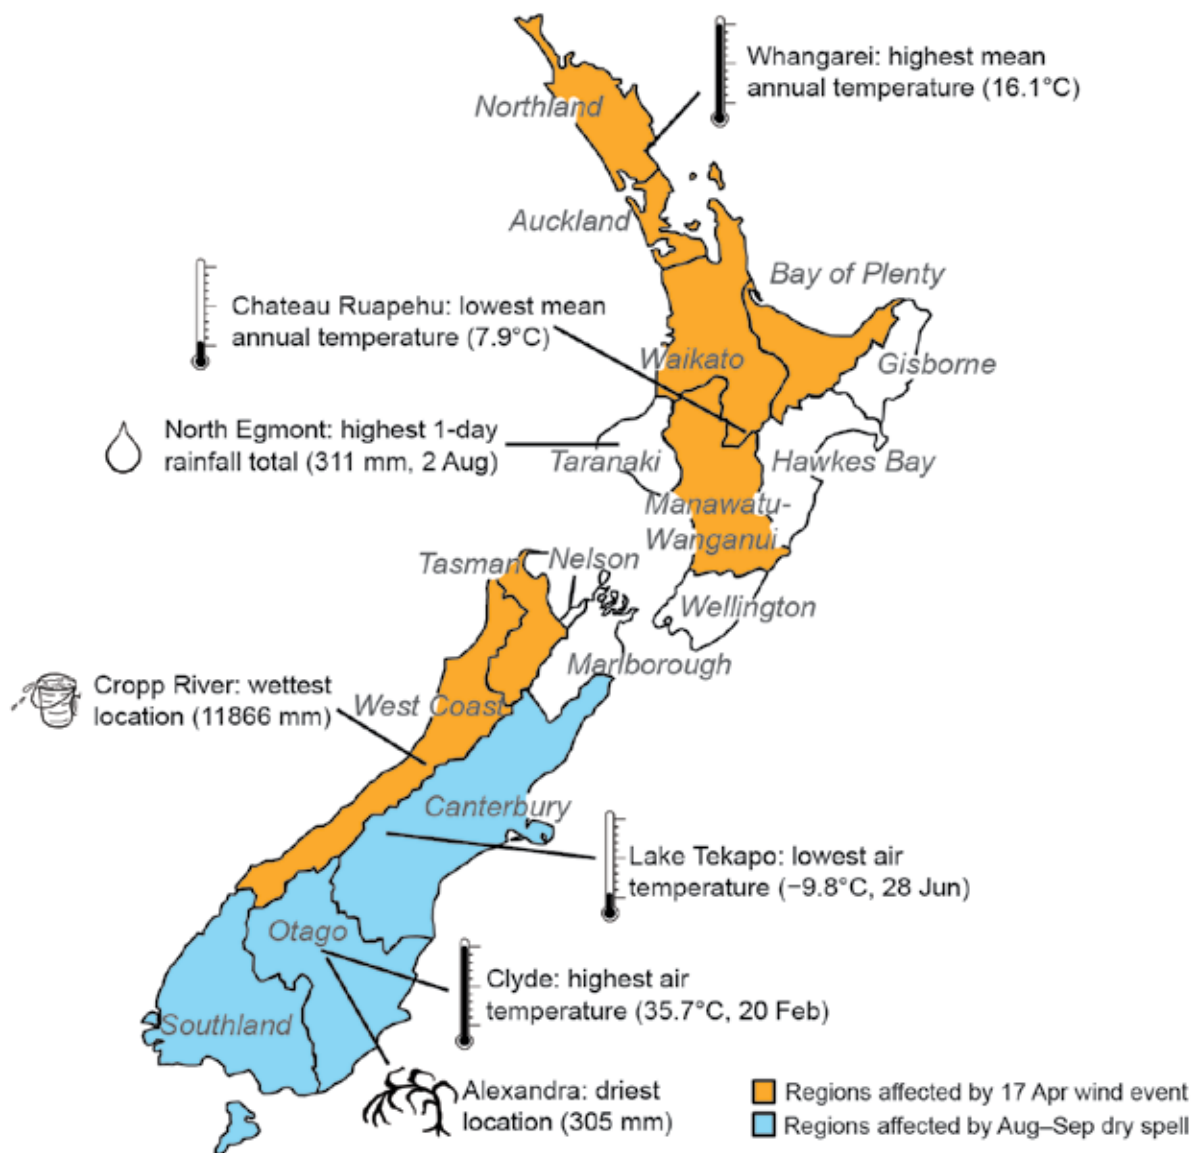 Whangarei: highest mean
annual temperature (16.1°C)
Northland
Auckland
Bay of Plenty
Chateau Ruapehu: lowest mean
annual temperature (7.9°C)
Waikato
Gisborne
North Egmont: highest 1-day
rainfall total (311 mm, 2 Aug)
Taranaki
Hawkes Bay
Manawatu-
Wanganui
Tasman
Nelson
Wellington
Marlborough
Cropp River: wettest
location (11866 mm)
West Coast
Canterbury
Lake Tekapo: lowest air
temperature (−9.8°C, 28 Jun)
Otago
Clyde: highest air
temperature (35.7°C, 20 Feb)
Southland
Alexandra: driest
location (305 mm)
Regions affected by 17 Apr wind event
Regions affected by Aug–Sep dry spell